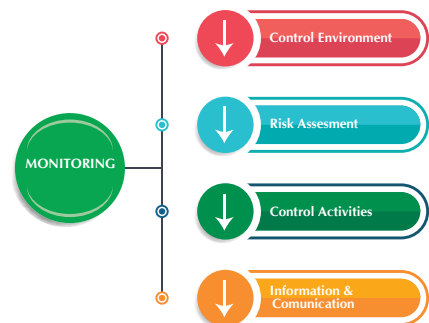 Control Environment
Risk Assesment
MONITORING
Control Activities
Information &
Comunication